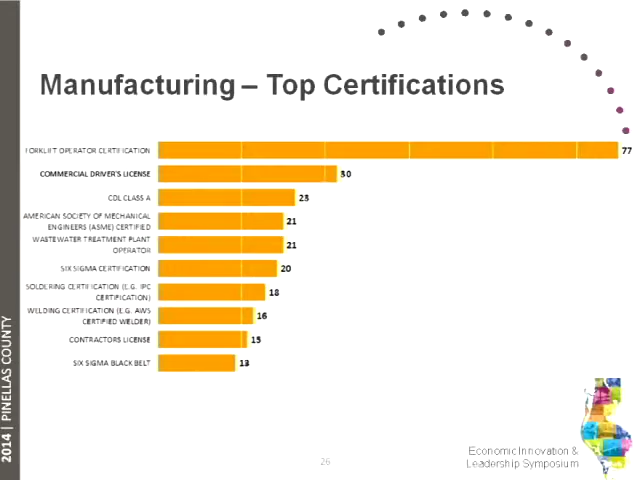 Manufacturing – Top Certifications
FORKLIFT OPERATOR CERTIFICATION
77
COMMERCIAL DRIVER'S LICENSE
30
CDL CLASS A
23
AMERICAN SOCIETY OF MECHANICAL
ENGINEERS (ASME) CERTIFIED
21
WASTEWATER TREATMENT PLANT
OPERATOR
21
SIX SIGMA CERTIFICATION
20
SOLDERING CERTIFICATION (E.G. IPC
CERTIFICATION)
18
WELDING CERTIFICATION (E.G. AWS
CERTIFIED WELDER)
16
CONTRACTORS LICENSE
15
SIX SIGMA BLACK BELT
13
2014 | PINELLAS COUNTY
26
Economic Innovation &
Leadership Symposium